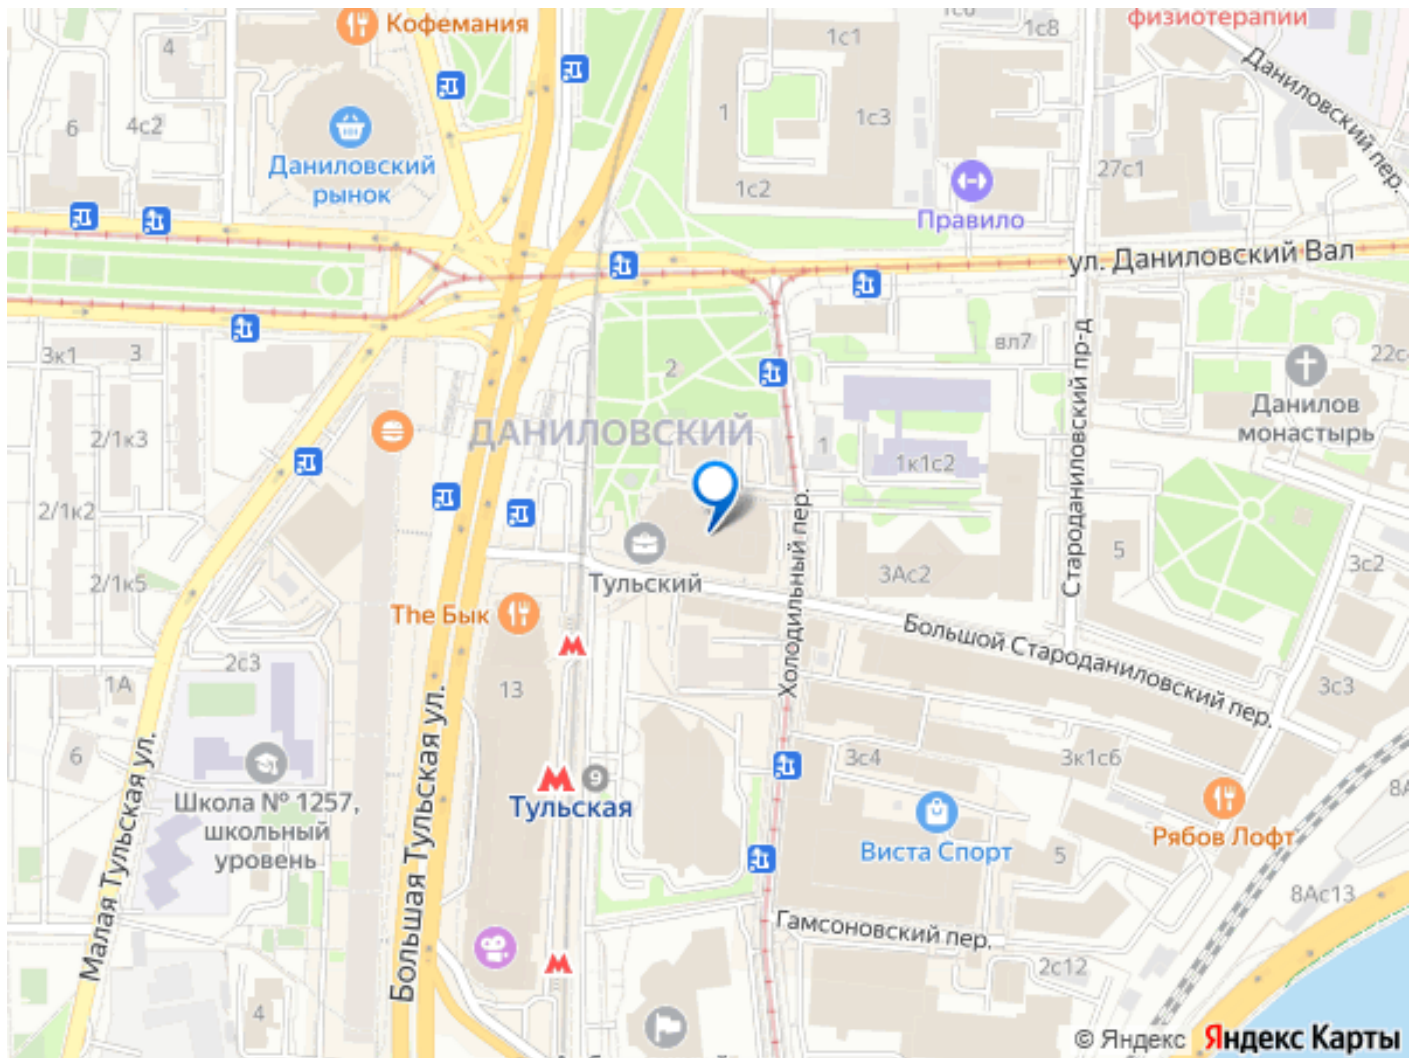 Кофемания
1с6
1с8
физиотерапии
4
1с1
Даниловский пер.
6
4с2
1
1с3
Даниловский
рынок
27с1
1с2
Правило
ул. Даниловский Вал
3к1
3
2
вл7
22с4
Данилов
монастырь
Стародaниловский пр-д
ДАНИЛОВСКИЙ
2/1к3
1
1к1с2
2/1к2
Холодильный пер.
5
3с2
Тульский
3Ас2
2/1к5
The Бык
Большой Староданиловский пер.
2с3
1А
13
3с3
6
3с4
3к1с6
9
Тульская
Школа № 1257,
школьный
уровень
Малая Тульская ул.
Большая Тульская ул.
Виста Спорт
5
Рябов Лофт
8Ас13
Гамсоновский пер.
2с12
4
© Яндекс Яндекс Карты